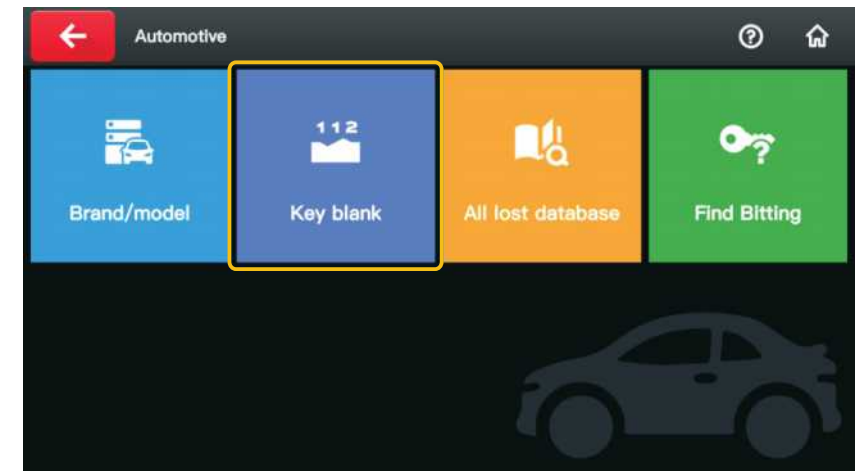 Automotive
112
Brand/model
Key blank
All lost database
Find Bitting